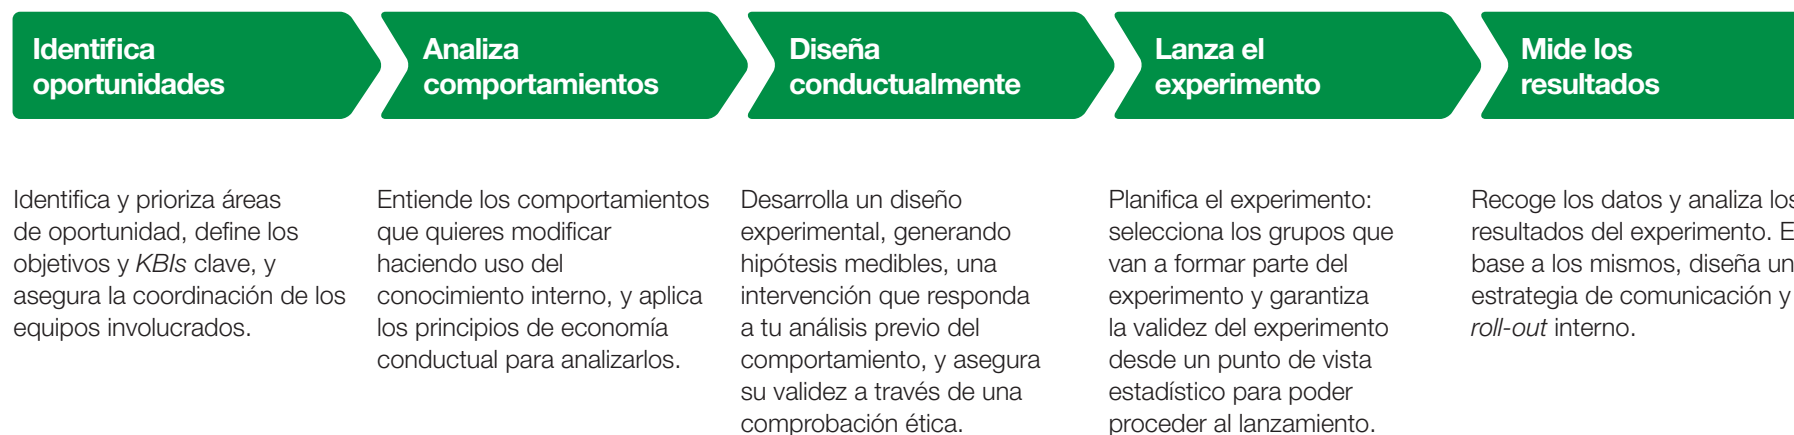 Identifica
oportunidades
Analiza
comportamientos
Diseña
conductualmente
Lanza el
experimento
Mide los
resultados
Identifica y prioriza áreas
de oportunidad, define los
objetivos y KBIs clave, y
asegura la coordinación de los
equipos involucrados.
Entiende los comportamientos
que quieres modificar
haciendo uso del
conocimiento interno, y aplica
los principios de economía
conductual para analizarlos.
Desarrolla un diseño
experimental, generando
hipótesis medibles, una
intervención que responda
a tu análisis previo del
comportamiento, y asegura
su validez a través de una
comprobación ética.
Planifica el experimento:
selecciona los grupos que
van a formar parte del
experimento y garantiza
la validez del experimento
desde un punto de vista
estadístico para poder
proceder al lanzamiento.
Recoge los datos y analiza los
resultados del experimento.
base a los mismos, diseña
estrategia de comunicación y
roll-out interno.